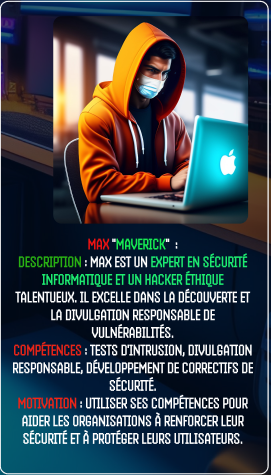 MAX "MAVERICK" :
DESCRIPTION : MAX EST UN EXPERT EN SÉCURITÉ
INFORMATIQUE ET UN HACKER ÉTHIQUE
TALENTUEUX. IL EXCELLE DANS LA DÉCOUVERTE ET
LA DIVULGATION RESPONSABLE DE
VULNÉRABILITÉS.
COMPÉTENCES : TESTS D'INTRUSION, DIVULGATION
RESPONSABLE, DÉVELOPPEMENT DE CORRECTIFS DE
SÉCURITÉ.
MOTIVATION : UTILISER SES COMPÉTENCES POUR
AIDER LES ORGANISATIONS À RENFORCER LEUR
SÉCURITÉ ET À PROTÉGER LEURS UTILISATEURS.